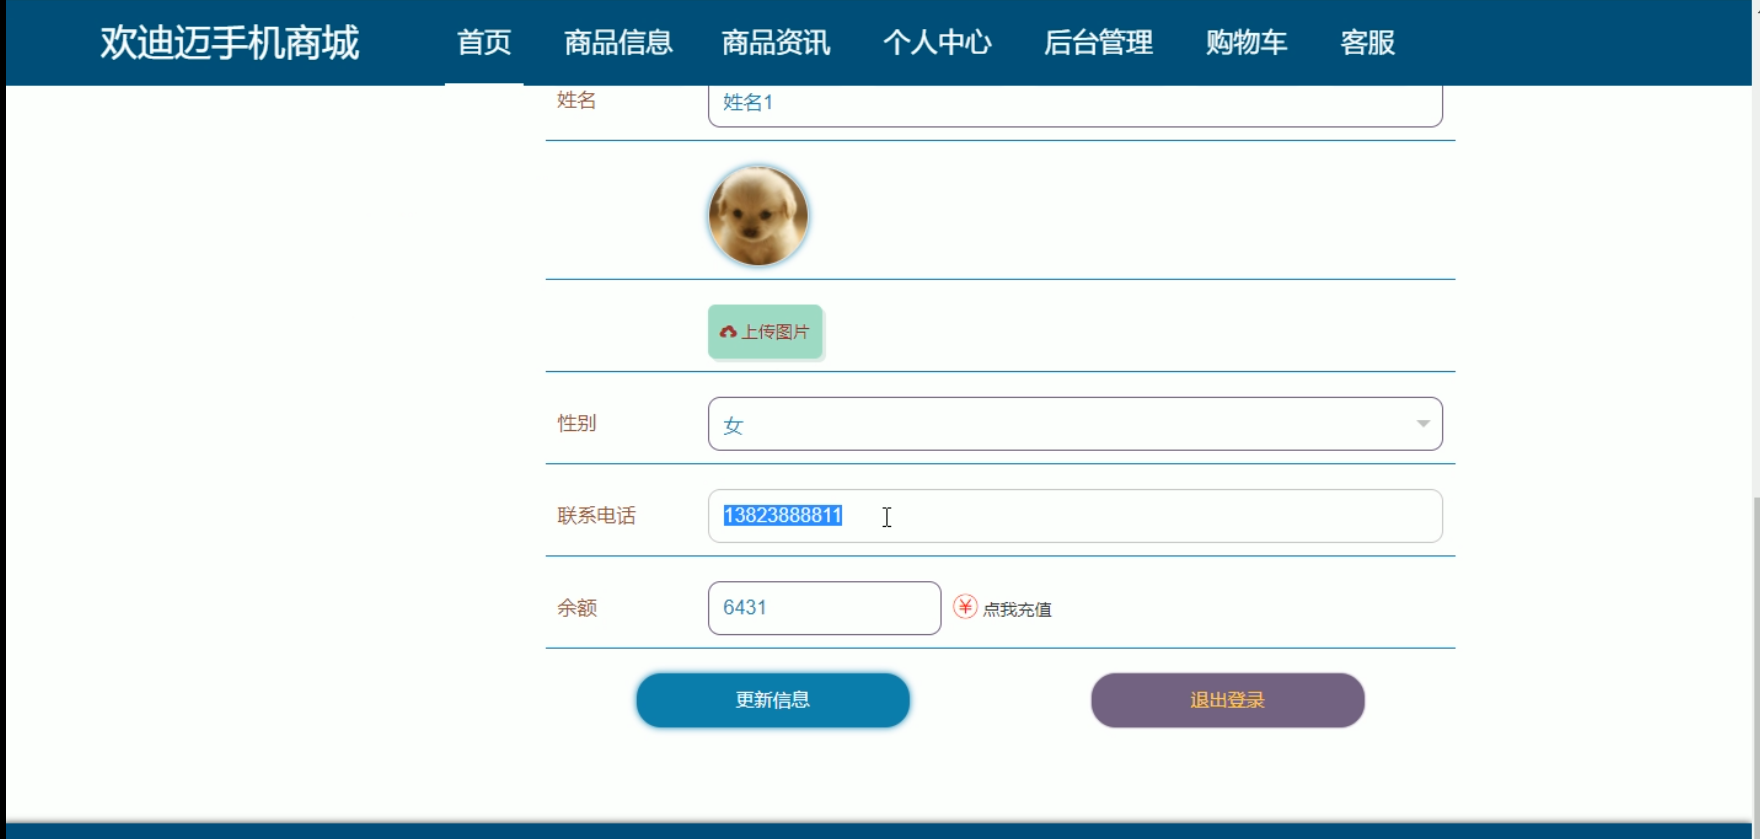 欢迪迈手机商城 首页 商品信息 商品资讯 个人中心 后台管理 购物车 客服
姓名 姓名1
上传图片
性别 女
联系电话 13823888811
余额 6431 点我充值
更新信息 退出登录